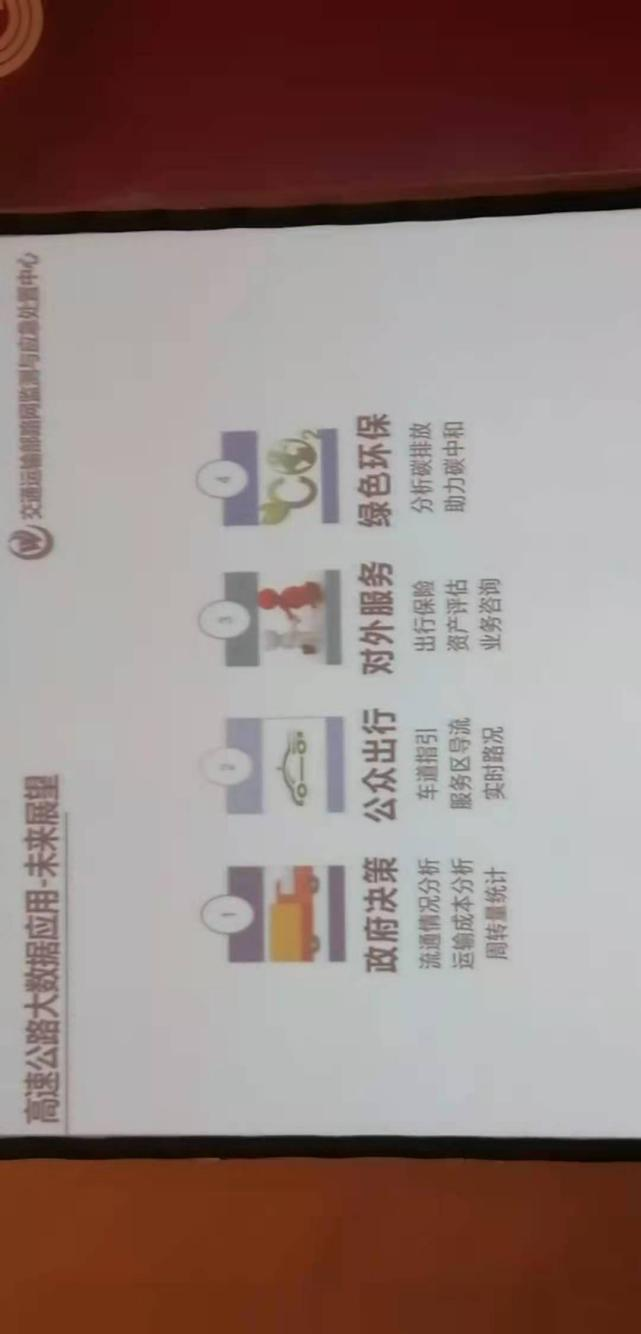 高速公路大数据应用-未来展望
交通运输部路网监测与应急处置中心
1
政府决策
流通情况分析
运输成本分析
周转量统计
2
公众出行
车道指引
服务区导流
实时路况
3
对外服务
出行保险
资产评估
业务咨询
4
CO2
绿色环保
分析碳排放
助力碳中和